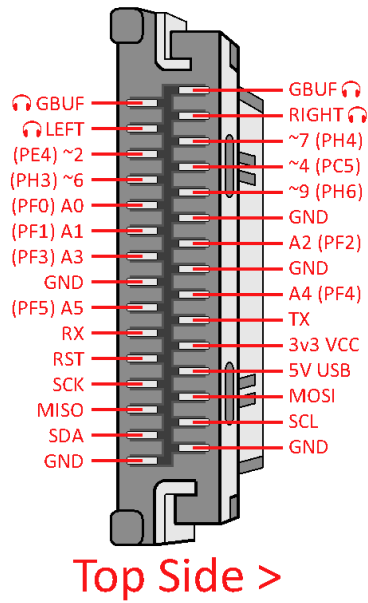 GBUF
GBUF
RIGHT
LEFT
~7 (PH4)
(PE4) ~2
~4 (PC5)
(PH3) ~6
~9 (PH6)
(PF0) A0
GND
(PF1) A1
A2 (PF2)
(PF3) A3
GND
GND
A4 (PF4)
(PF5) A5
TX
RX
3v3 VCC
RST
5V USB
SCK
MOSI
MISO
SCL
SDA
GND
GND
Top Side >